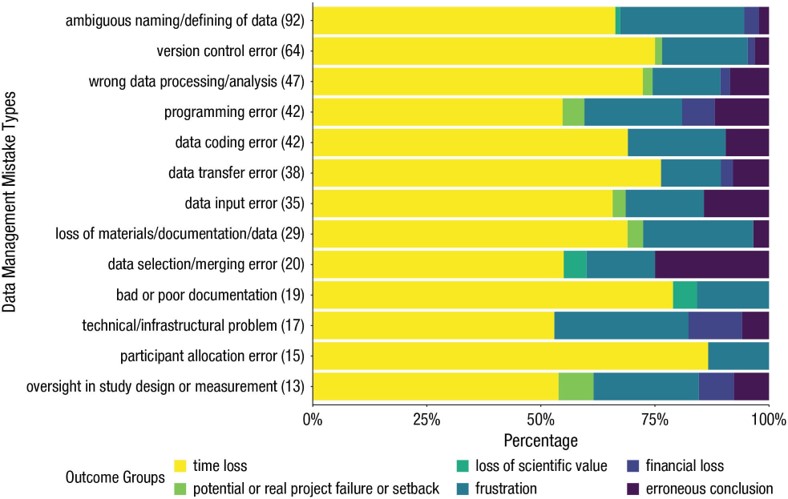 Data Management Mistake Types
ambiguous naming/defining of data (92)
version control error (64)
wrong data processing/analysis (47)
programming error (42)
data coding error (42)
data transfer error (38)
data input error (35)
loss of materials/documentation/data (29)
data selection/merging error (20)
bad or poor documentation (19)
technical/infrastructural problem (17)
participant allocation error (15)
oversight in study design or measurement (13)
0% 25% 50% 75% 100%
Percentage
Outcome Groups
time loss
potential or real project failure or setback
loss of scientific value
frustration
financial loss
erroneous conclusion